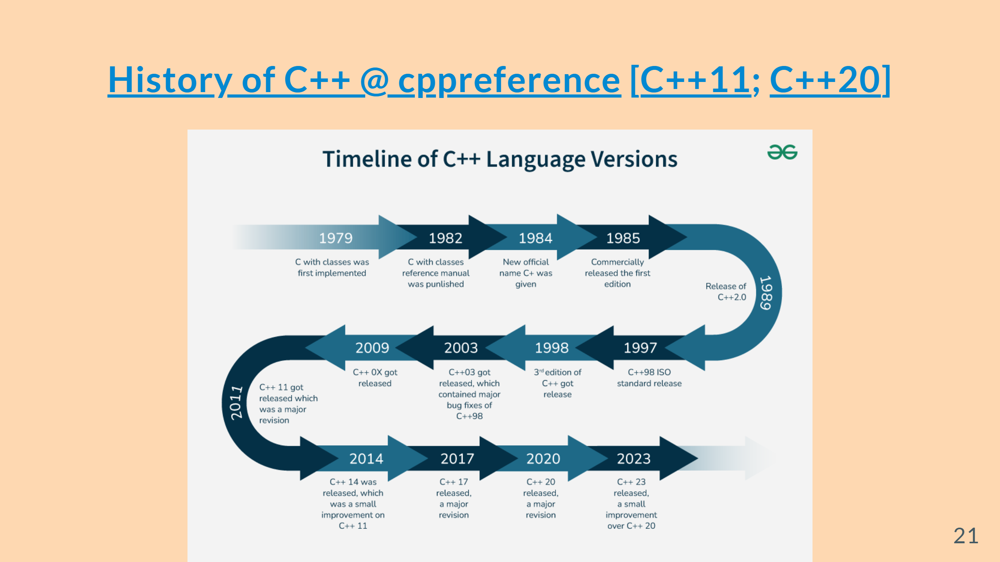 History of C++ @ cppreference [C++11; C++20]
Timeline of C++ Language Versions
1979
C with classes was
first implemented
1982
C with classes
reference manual
was punlished
1984
New official
name C+ was
given
1985
Commercially
released the first
edition
1989
Release of
C++2.0
1997
C++98 ISO
standard release
1998
3rd edition of
C++ got
release
2003
C++03 got
released, which
contained major
bug fixes of
C++98
2009
C++ 0X got
released
2011
C++ 11 got
released which
was a major
revision
2014
C++ 14 was
released, which
was a small
improvement on
C++ 11
2017
C++ 17
released,
a major
revision
2020
C++ 20
released,
a major
revision
2023
C++ 23
released,
a small
improvement
over C++ 20
21